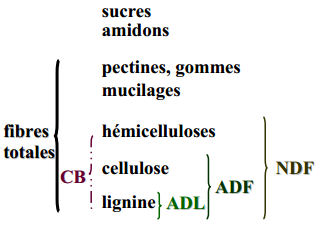 sucres
amidons
pectines, gommes
mucilages
fibres
totales
hémicelluloses
cellulose
lignine
CB
ADL
ADF
NDF